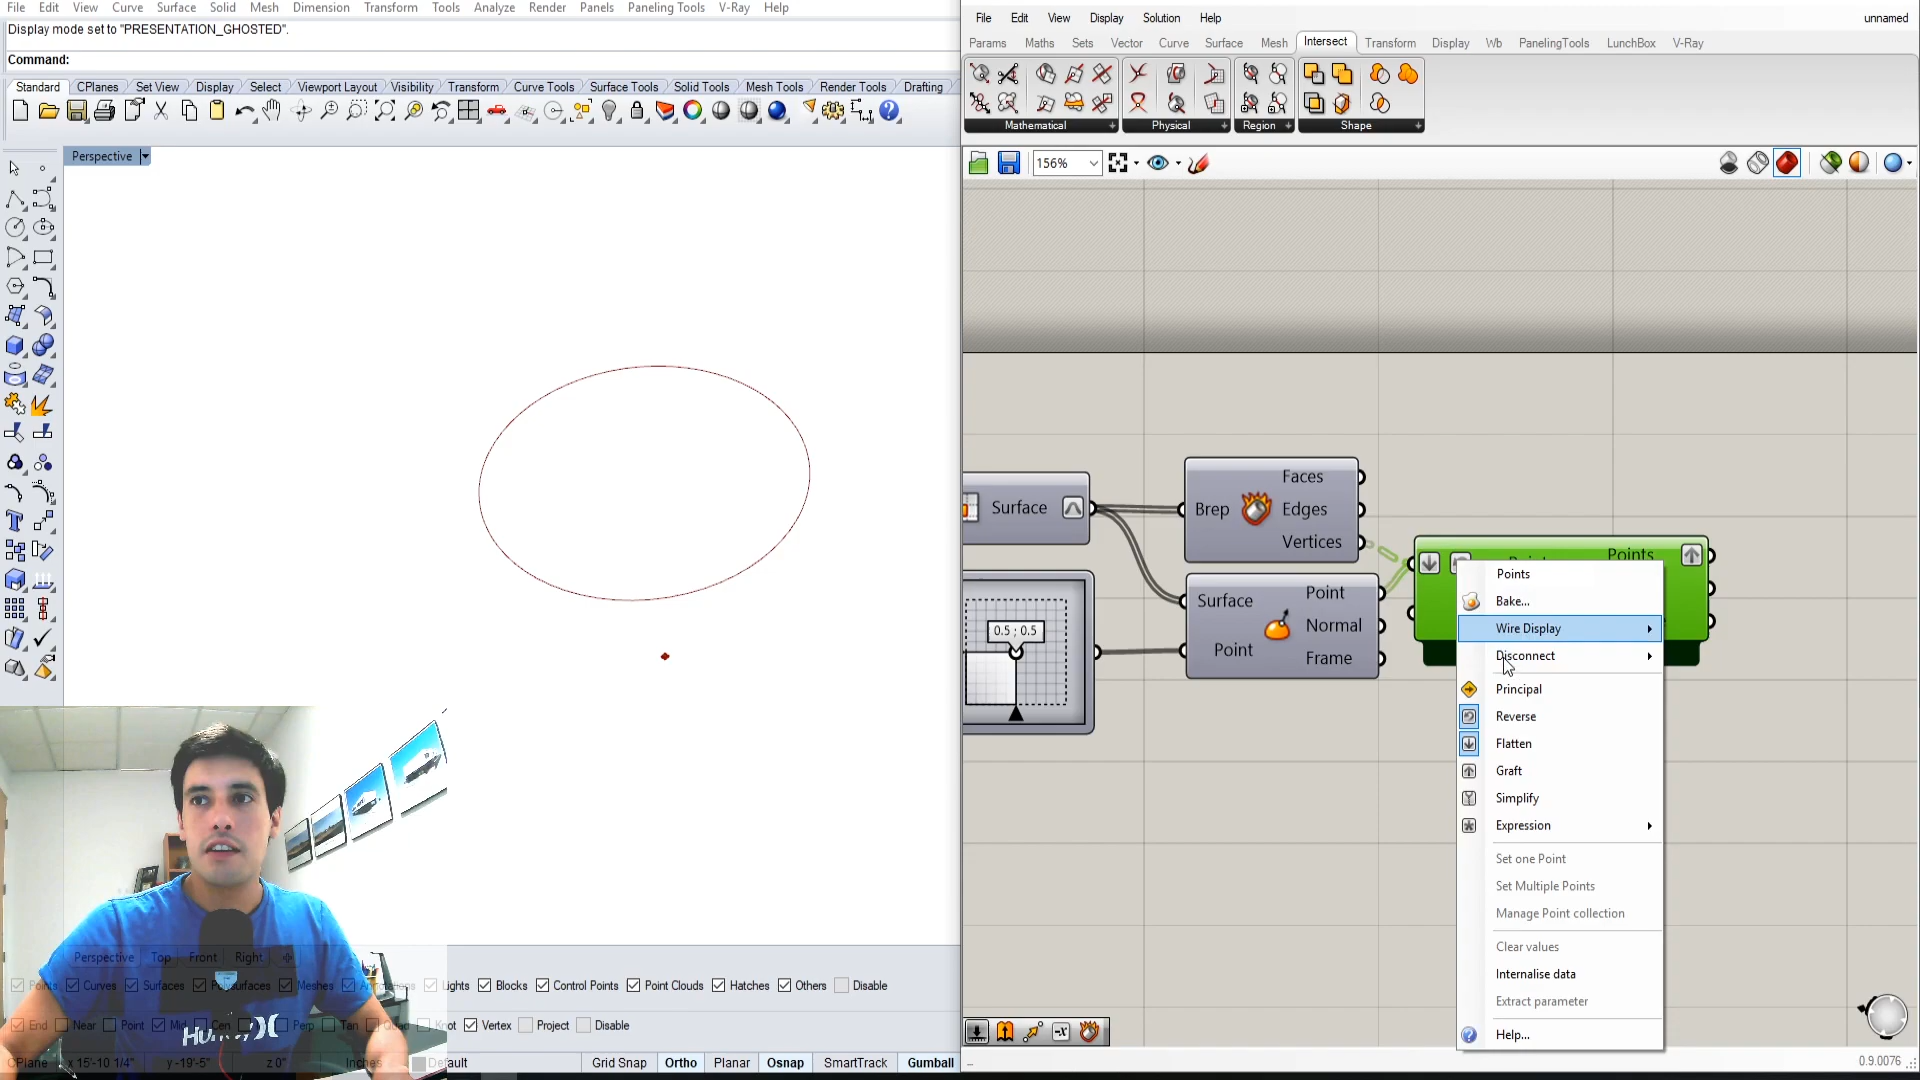 File Edit View Curve Surface Solid Mesh Dimension Transform Tools Analyze Render Panels Paneling Tools V-Ray Help
Display mode set to "PRESENTATION_GHOSTED".
Command:
Standard CPlanes Set View Display Select Viewport Layout Visibility Transform Curve Tools Surface Tools Solid Tools Mesh Tools Render Tools Drafting
Perspective
File Edit View Display Solution Help unnamed
Params Maths Sets Vector Curve Surface Mesh Intersect Transform Display Wb PanelingTools LunchBox V-Ray
Mathematical Physical Region Shape
156%
Surface
Brep
Faces
Edges
Vertices
0.5 ; 0.5
Surface
Point
Point
Normal
Frame
Points
Points
Bake...
Wire Display
Disconnect
Principal
Reverse
Flatten
Graft
Simplify
Expression
Set one Point
Set Multiple Points
Manage Point collection
Clear values
Internalise data
Extract parameter
Help...
Perspective Top Front Right
Points Curves Surfaces Polysurfaces Meshes Annotations Lights Blocks Control Points Point Clouds Hatches Others Disable
End Near Point Mid Cen Perp Tan Quad Knot Vertex Project Disable
CPlane x 15'-10 1/4" y -19'-5" z 0" Inches Default Grid Snap Ortho Planar Osnap SmartTrack Gumball
0.9.0076